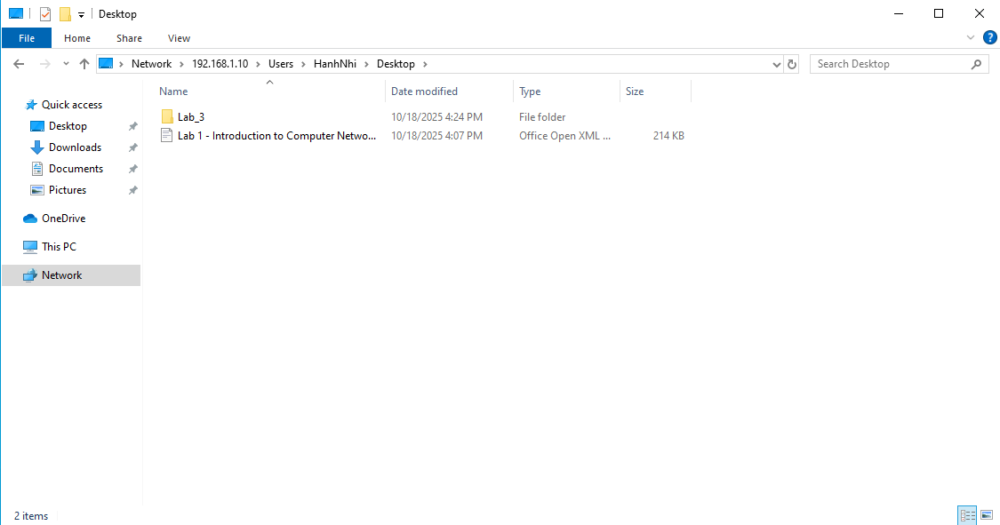 Desktop
File Home Share View
Network 192.168.1.10 Users HanhNhi Desktop Search Desktop
Name Date modified Type Size
Quick access
Desktop
Downloads
Documents
Pictures
OneDrive
This PC
Network
Lab_3 10/18/2025 4:24 PM File folder
Lab 1 - Introduction to Computer Netwo... 10/18/2025 4:07 PM Office Open XML ... 214 KB
2 items